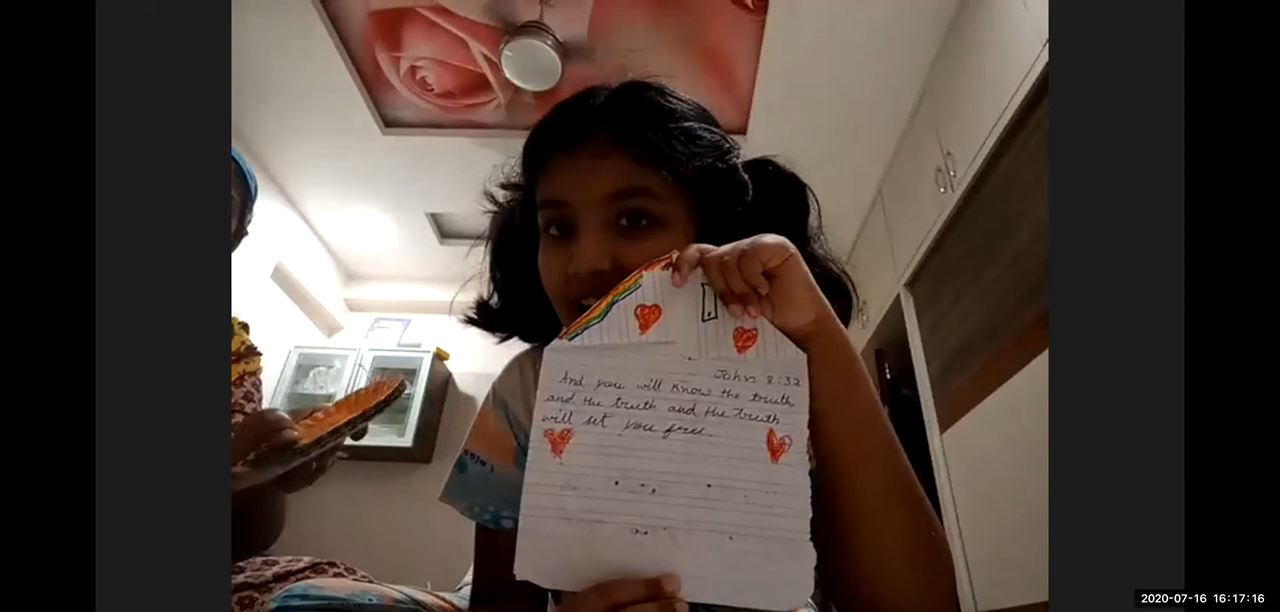 John 8:32
And you will know the truth
and the truth and the truth
will set you free.
2020-07-16 16:17:16